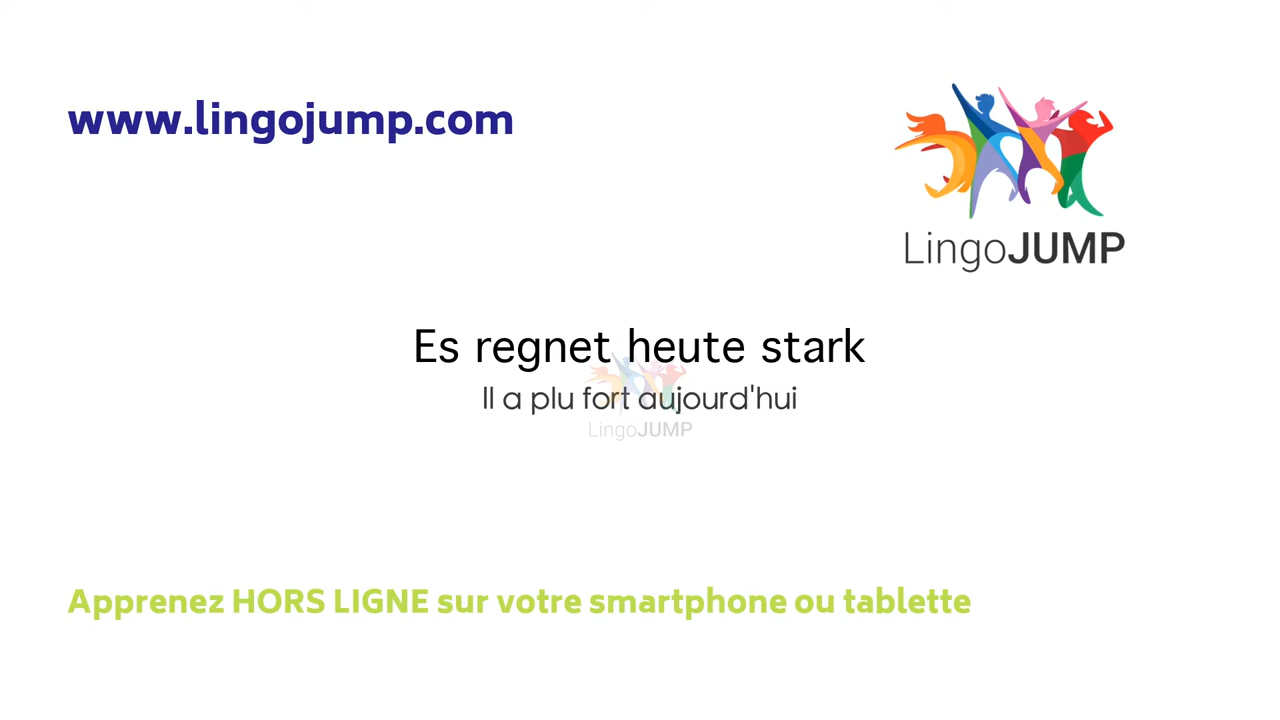 www.lingojump.com
LingoJUMP
Es regnet heute stark
Il a plu fort aujourd'hui
LingoJUMP
Apprenez HORS LIGNE sur votre smartphone ou tablette